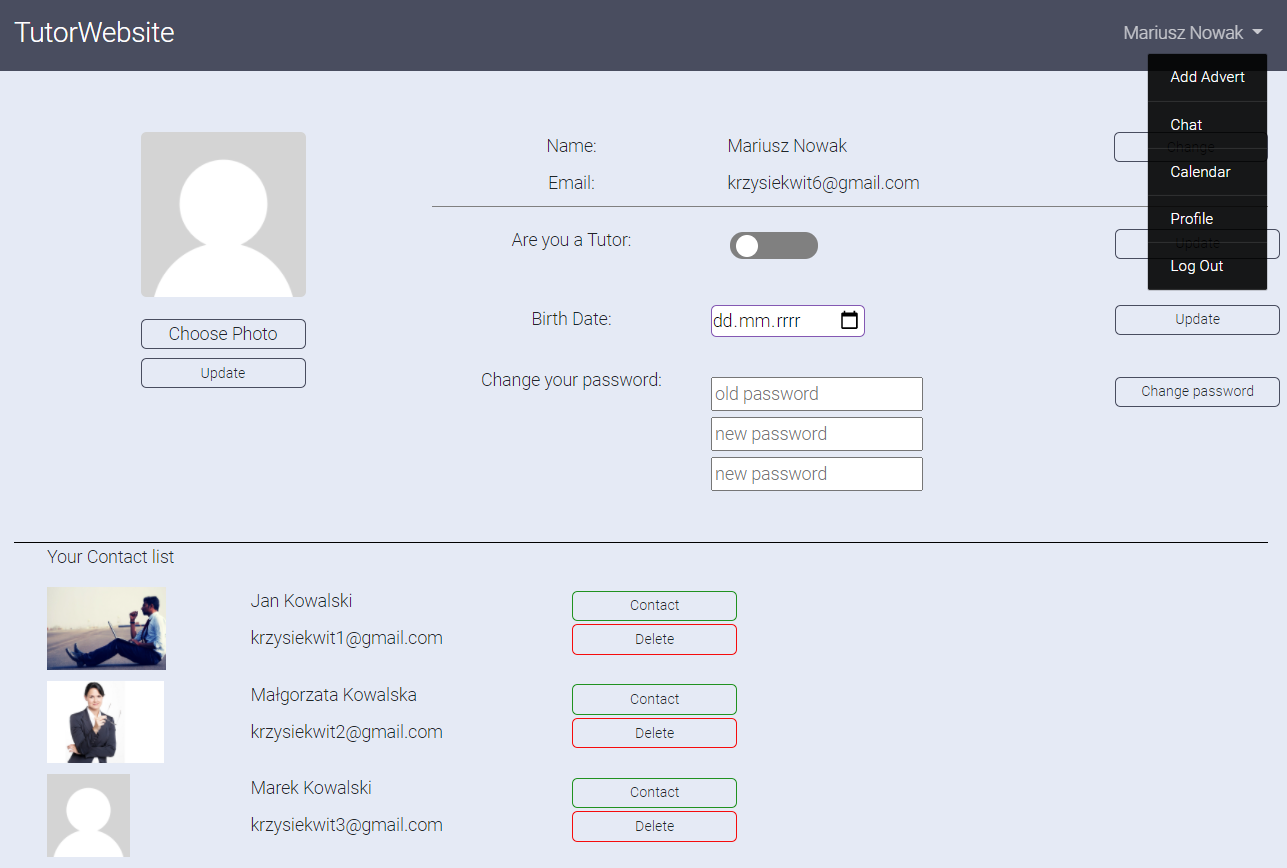 TutorWebsite
Mariusz Nowak
Add Advert
Chat
Calendar
Profile
Log Out
Name:
Mariusz Nowak
Change
Email:
krzysiekwit6@gmail.com
Are you a Tutor:
Update
Choose Photo
Update
Birth Date:
dd.mm.rrrr
Update
Change your password:
old password
new password
new password
Change password
Your Contact list
Jan Kowalski
krzysiekwit1@gmail.com
Contact
Delete
Małgorzata Kowalska
krzysiekwit2@gmail.com
Contact
Delete
Marek Kowalski
krzysiekwit3@gmail.com
Contact
Delete